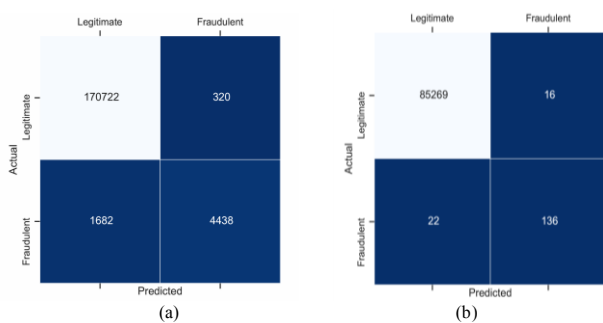 Legitimate Fraudulent
Actual
Legitimate
170722 320
Fraudulent
1682 4438
Predicted
(a)
Legitimate Fraudulent
Actual
Legitimate
85269 16
Fraudulent
22 136
Predicted
(b)